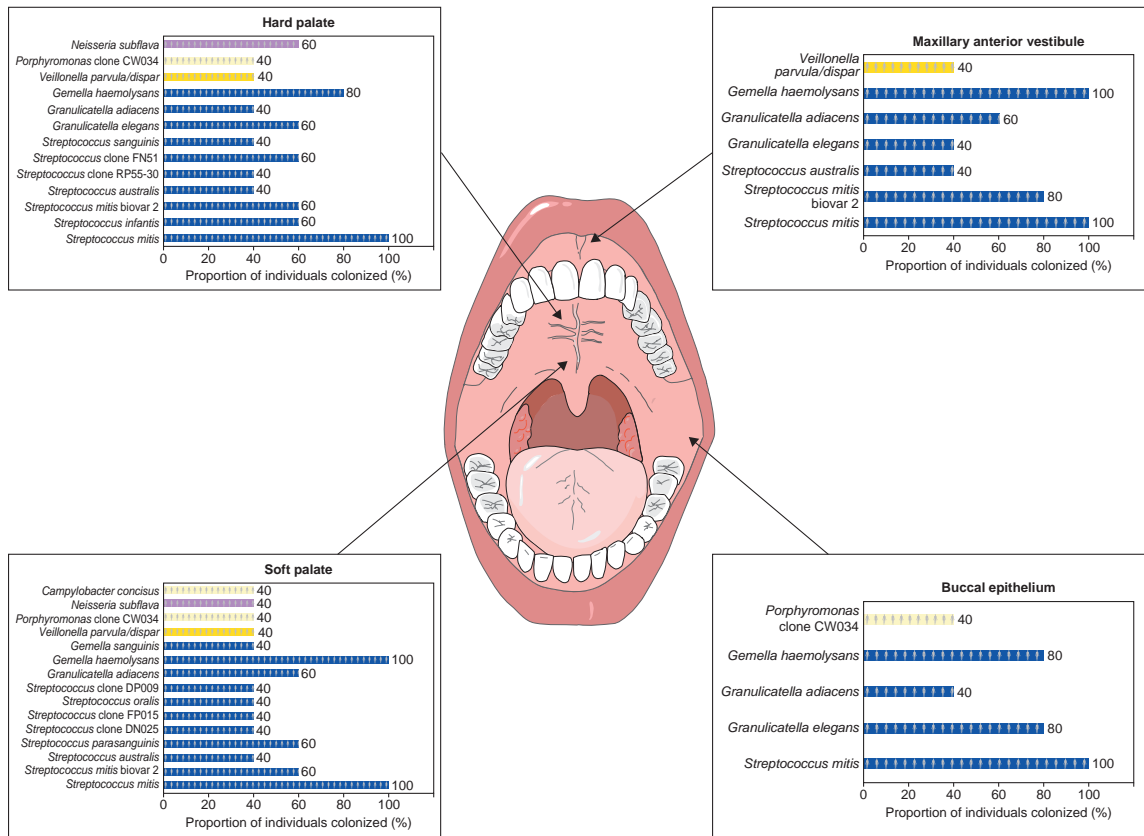 Hard palate
Neisseria subflava 60
Porphyromonas clone CW034 40
Veillonella parvula/dispar 40
Gemella haemolysans 80
Granulicatella adiacens 40
Granulicatella elegans 60
Streptococcus sanguinis 40
Streptococcus clone FN51 60
Streptococcus clone RP55-30 40
Streptococcus australis 40
Streptococcus mitis biovar 2 60
Streptococcus infantis 60
Streptococcus mitis 100
0 20 40 60 80 100
Proportion of individuals colonized (%)
Maxillary anterior vestibule
Veillonella
parvula/dispar 40
Gemella haemolysans 100
Granulicatella adiacens 60
Granulicatella elegans 40
Streptococcus australis 40
Streptococcus mitis
biovar 2 80
Streptococcus mitis 100
0 20 40 60 80 100
Proportion of individuals colonized (%)
Soft palate
Campylobacter concisus 40
Neisseria subflava 40
Porphyromonas clone CW034 40
Veillonella parvula/dispar 40
Gemella sanguinis 40
Gemella haemolysans 100
Granulicatella adiacens 60
Streptococcus clone DP009 40
Streptococcus oralis 40
Streptococcus clone FP015 40
Streptococcus clone DN025 40
Streptococcus parasanguinis 60
Streptococcus australis 40
Streptococcus mitis biovar 2 60
Streptococcus mitis 100
0 20 40 60 80 100
Proportion of individuals colonized (%)
Buccal epithelium
Porphyromonas
clone CW034 40
Gemella haemolysans 80
Granulicatella adiacens 40
Granulicatella elegans 80
Streptococcus mitis 100
0 20 40 60 80 100
Proportion of individuals colonized (%)